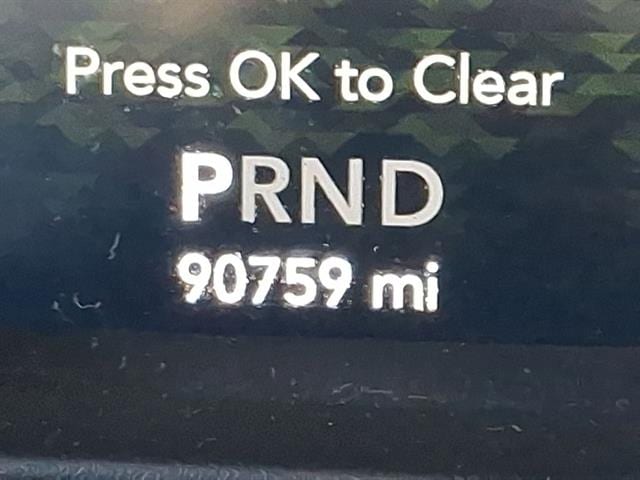 Press OK to Clear
PRND
90759 mi